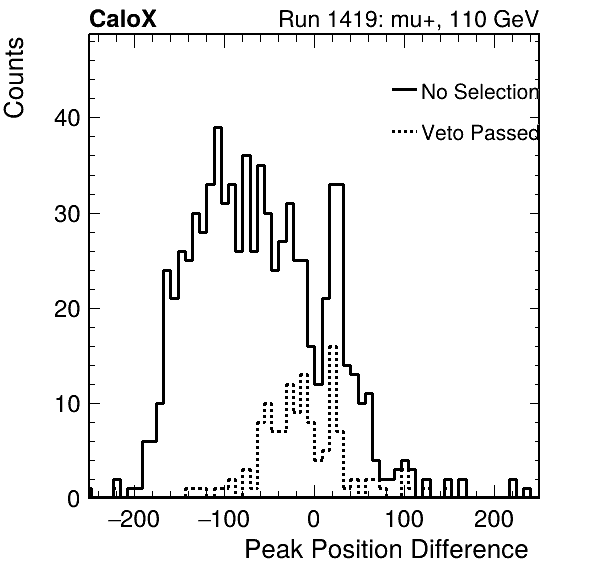 CaloX Run 1419: mu+, 110 GeV
Counts
No Selection
Veto Passed
40
30
20
10
0
−200 −100 0 100 200
Peak Position Difference